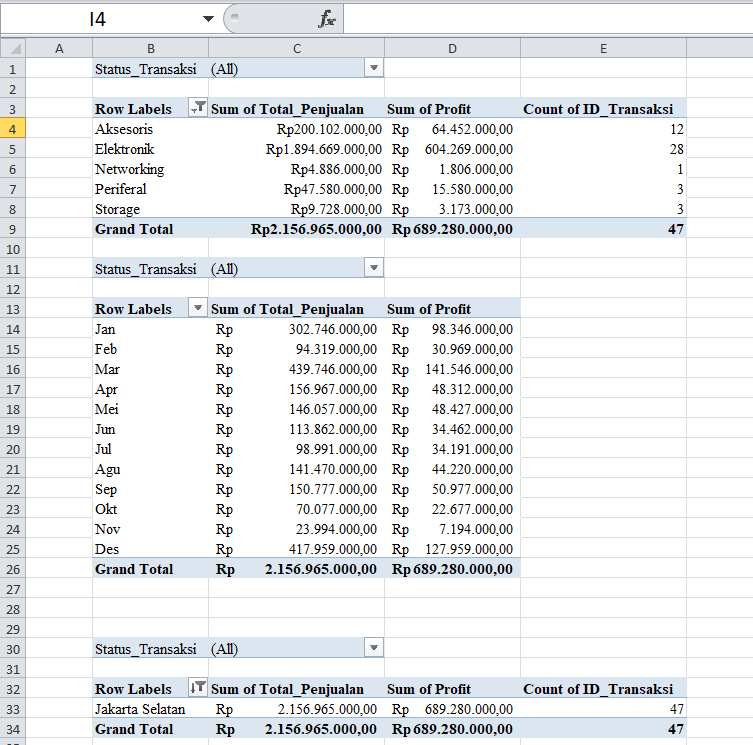 I4 fx
A B C D E
1 Status_Transaksi (All)
2
3 Row Labels Sum of Total_Penjualan Sum of Profit Count of ID_Transaksi
4 Aksesoris Rp200.102.000,00 Rp 64.452.000,00 12
5 Elektronik Rp1.894.669.000,00 Rp 604.269.000,00 28
6 Networking Rp4.886.000,00 Rp 1.806.000,00 1
7 Periferal Rp47.580.000,00 Rp 15.580.000,00 3
8 Storage Rp9.728.000,00 Rp 3.173.000,00 3
9 Grand Total Rp2.156.965.000,00 Rp 689.280.000,00 47
10
11 Status_Transaksi (All)
12
13 Row Labels Sum of Total_Penjualan Sum of Profit
14 Jan Rp 302.746.000,00 Rp 98.346.000,00
15 Feb Rp 94.319.000,00 Rp 30.969.000,00
16 Mar Rp 439.746.000,00 Rp 141.546.000,00
17 Apr Rp 156.967.000,00 Rp 48.312.000,00
18 Mei Rp 146.057.000,00 Rp 48.427.000,00
19 Jun Rp 113.862.000,00 Rp 34.462.000,00
20 Jul Rp 98.991.000,00 Rp 34.191.000,00
21 Agu Rp 141.470.000,00 Rp 44.220.000,00
22 Sep Rp 150.777.000,00 Rp 50.977.000,00
23 Okt Rp 70.077.000,00 Rp 22.677.000,00
24 Nov Rp 23.994.000,00 Rp 7.194.000,00
25 Des Rp 417.959.000,00 Rp 127.959.000,00
26 Grand Total Rp 2.156.965.000,00 Rp 689.280.000,00
27
28
29
30 Status_Transaksi (All)
31
32 Row Labels Sum of Total_Penjualan Sum of Profit Count of ID_Transaksi
33 Jakarta Selatan Rp 2.156.965.000,00 Rp 689.280.000,00 47
34 Grand Total Rp 2.156.965.000,00 Rp 689.280.000,00 47